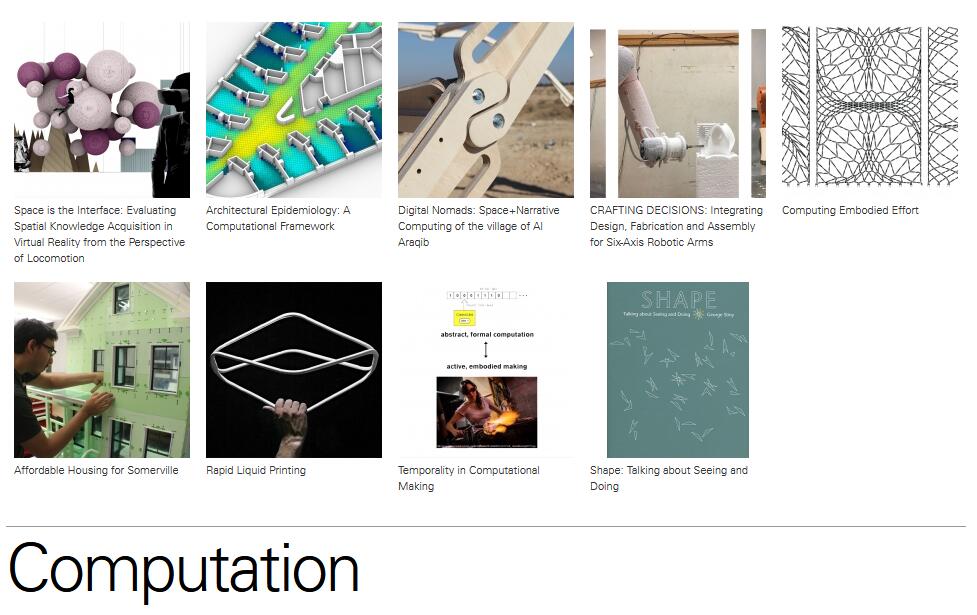 Space is the Interface: Evaluating
Spatial Knowledge Acquisition in
Virtual Reality from the Perspective
of Locomotion
Architectural Epidemiology: A
Computational Framework
Digital Nomads: Space+Narrative
Computing of the village of Al
Araqib
CRAFTING DECISIONS: Integrating
Design, Fabrication and Assembly
for Six-Axis Robotic Arms
Computing Embodied Effort
abstract, formal computation
active, embodied making
SHAPE
Talking about Seeing and Doing George Stiny
Affordable Housing for Somerville
Rapid Liquid Printing
Temporality in Computational
Making
Shape: Talking about Seeing and
Doing
Computation